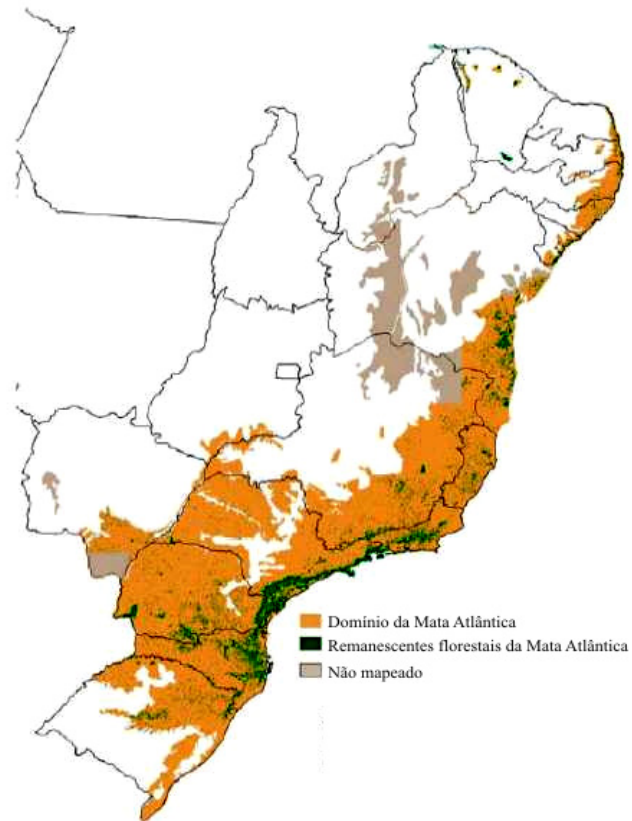 Domínio da Mata Atlântica
Remanescentes florestais da Mata Atlântica
Não mapeado